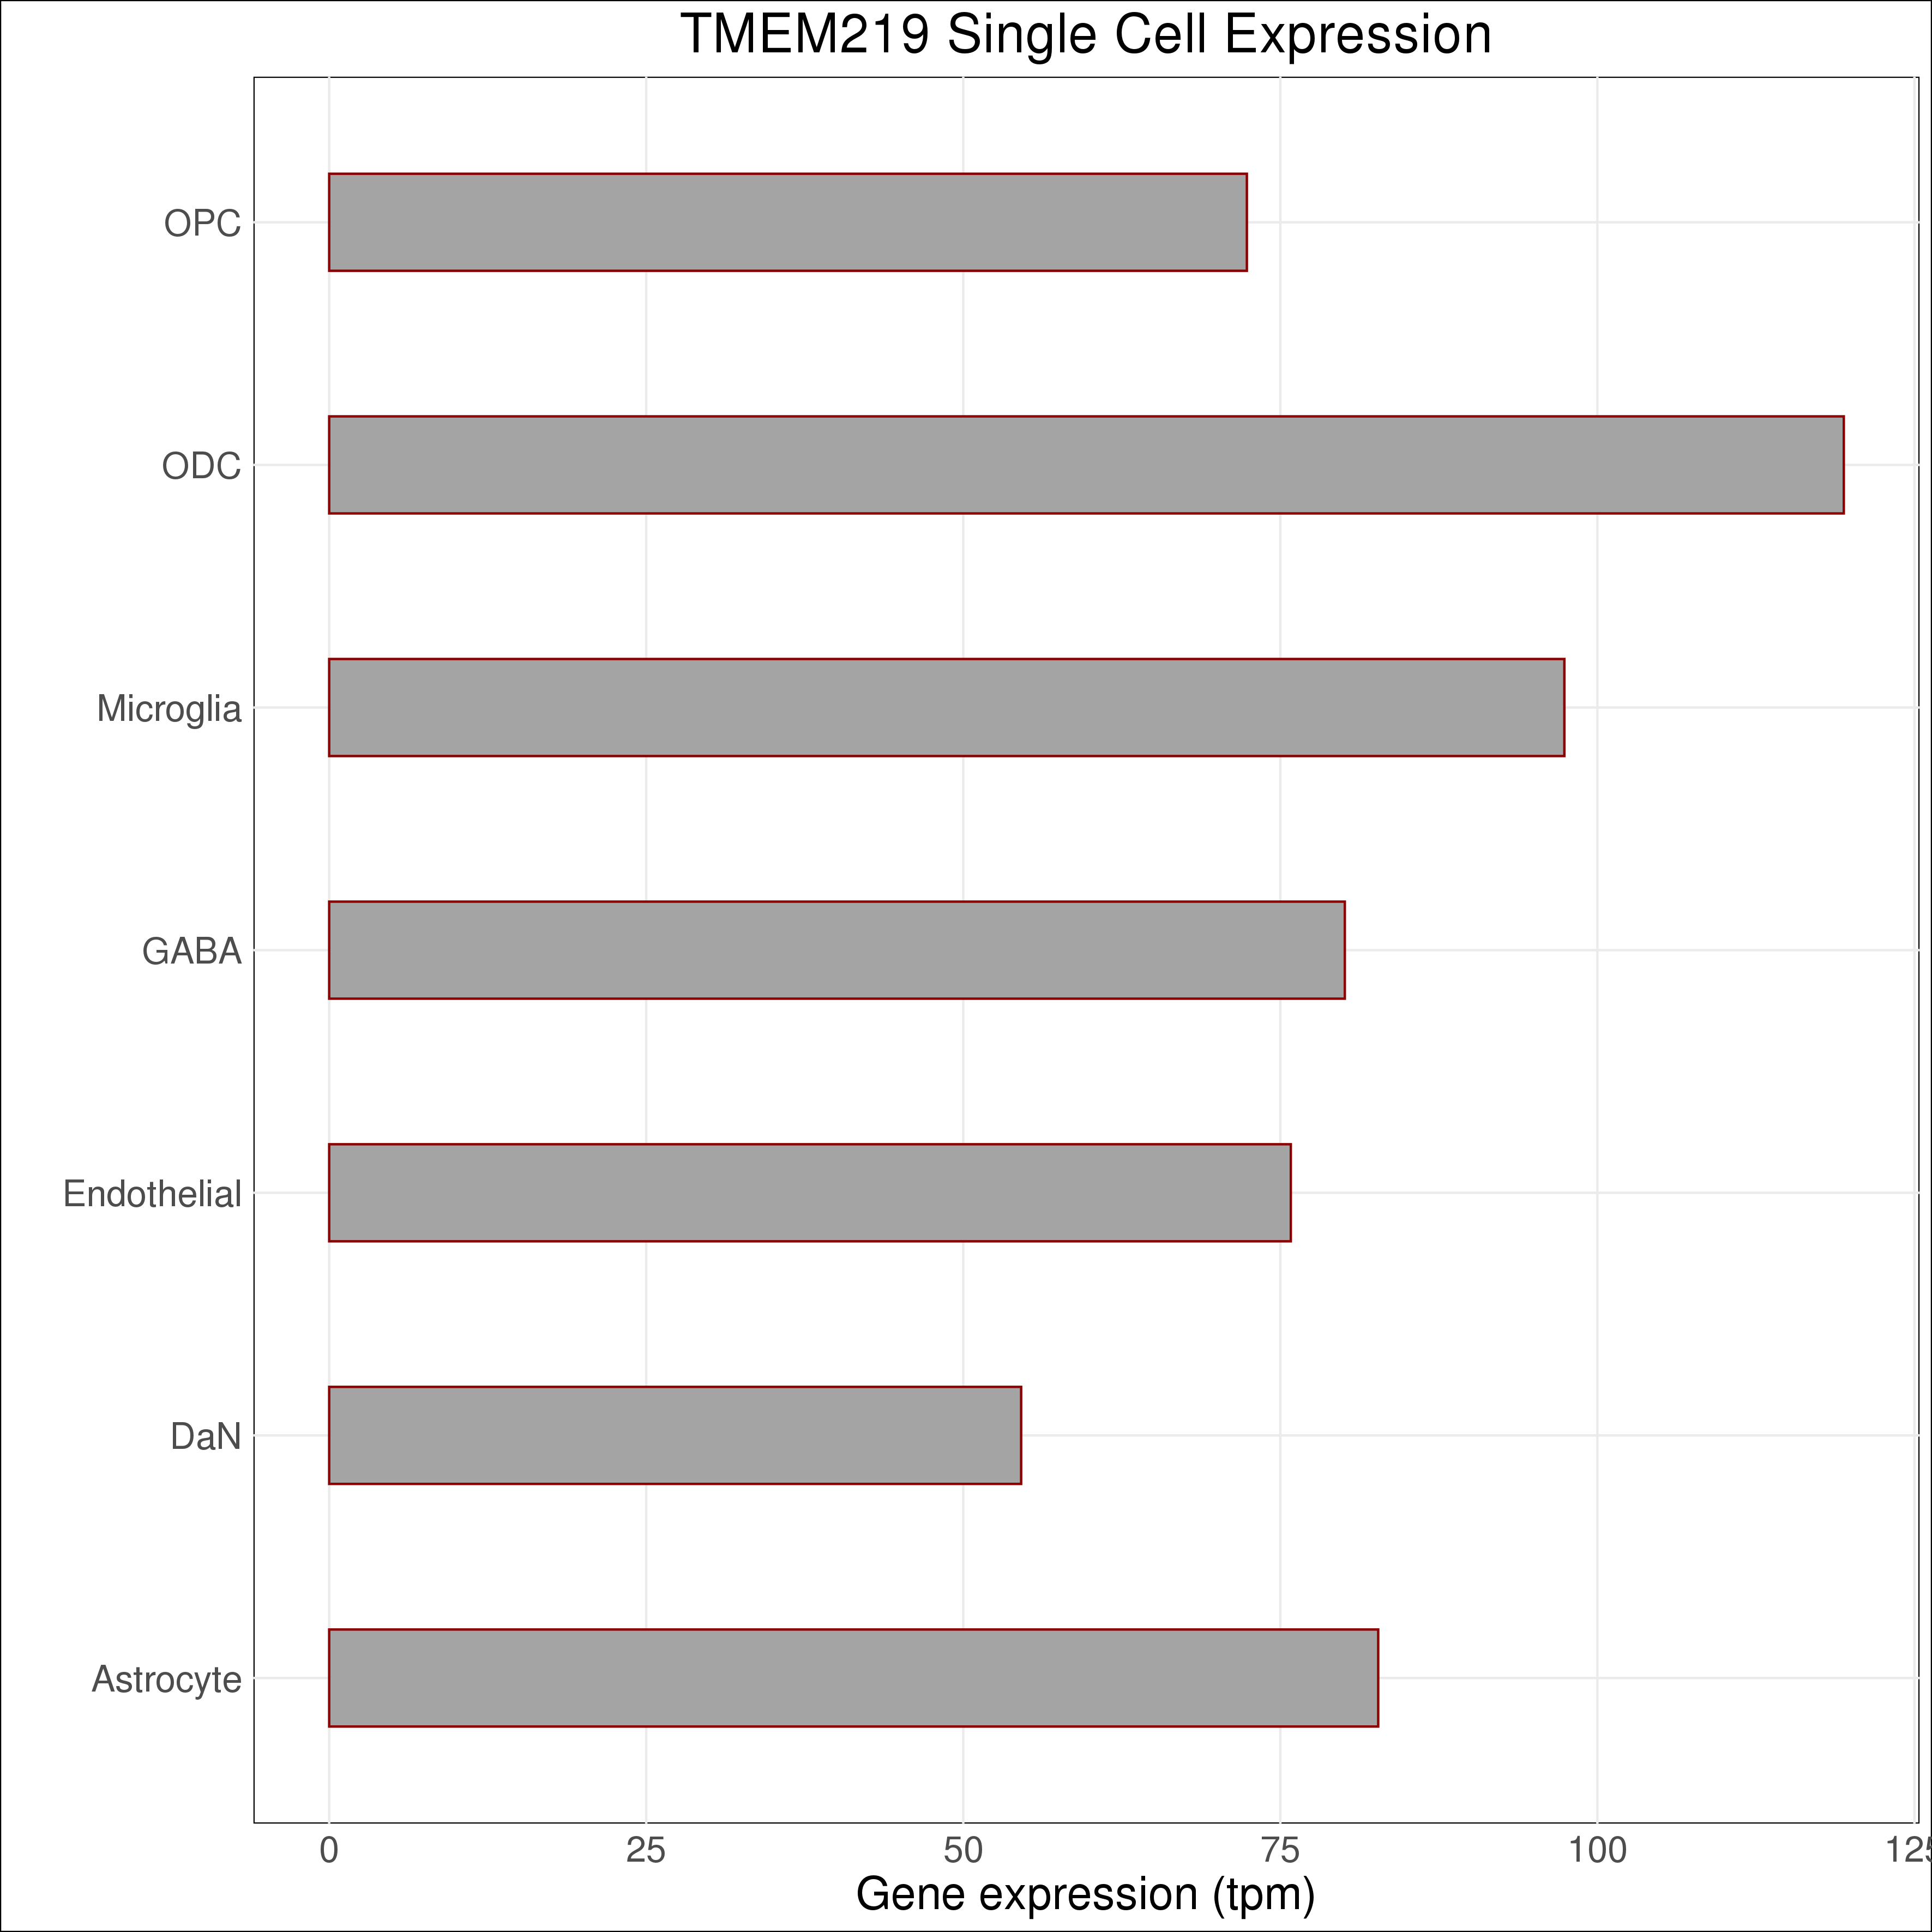 TMEM219 Single Cell Expression
OPC
ODC
Microglia
GABA
Endothelial
DaN
Astrocyte
0 25 50 75 100
Gene expression (tpm)